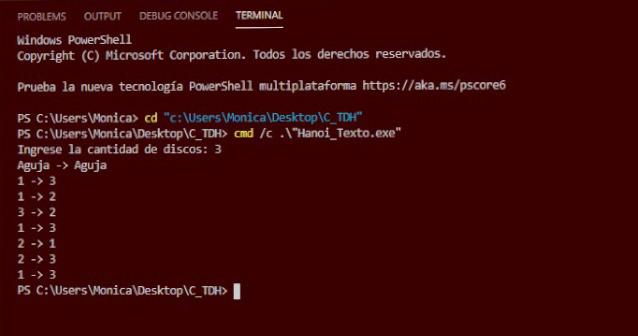 PROBLEMS OUTPUT DEBUG CONSOLE TERMINAL
Windows PowerShell
Copyright (C) Microsoft Corporation. Todos los derechos reservados.
Prueba la nueva tecnología PowerShell multiplataforma https://aka.ms/pscore6
PS C:\Users\Monica> cd "c:\Users\Monica\Desktop\C_TDH"
PS C:\Users\Monica\Desktop\C_TDH> cmd /c .\"Hanoi_Texto.exe"
Ingrese la cantidad de discos: 3
Aguja -> Aguja
1 -> 3
1 -> 2
3 -> 2
1 -> 3
2 -> 1
2 -> 3
1 -> 3
PS C:\Users\Monica\Desktop\C_TDH>